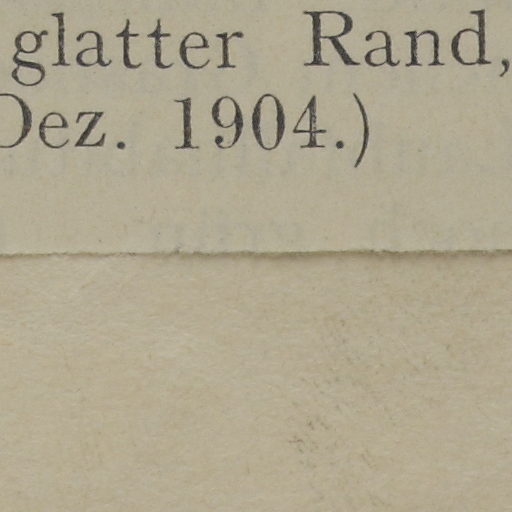 glatter Rand,
Dez. 1904.)